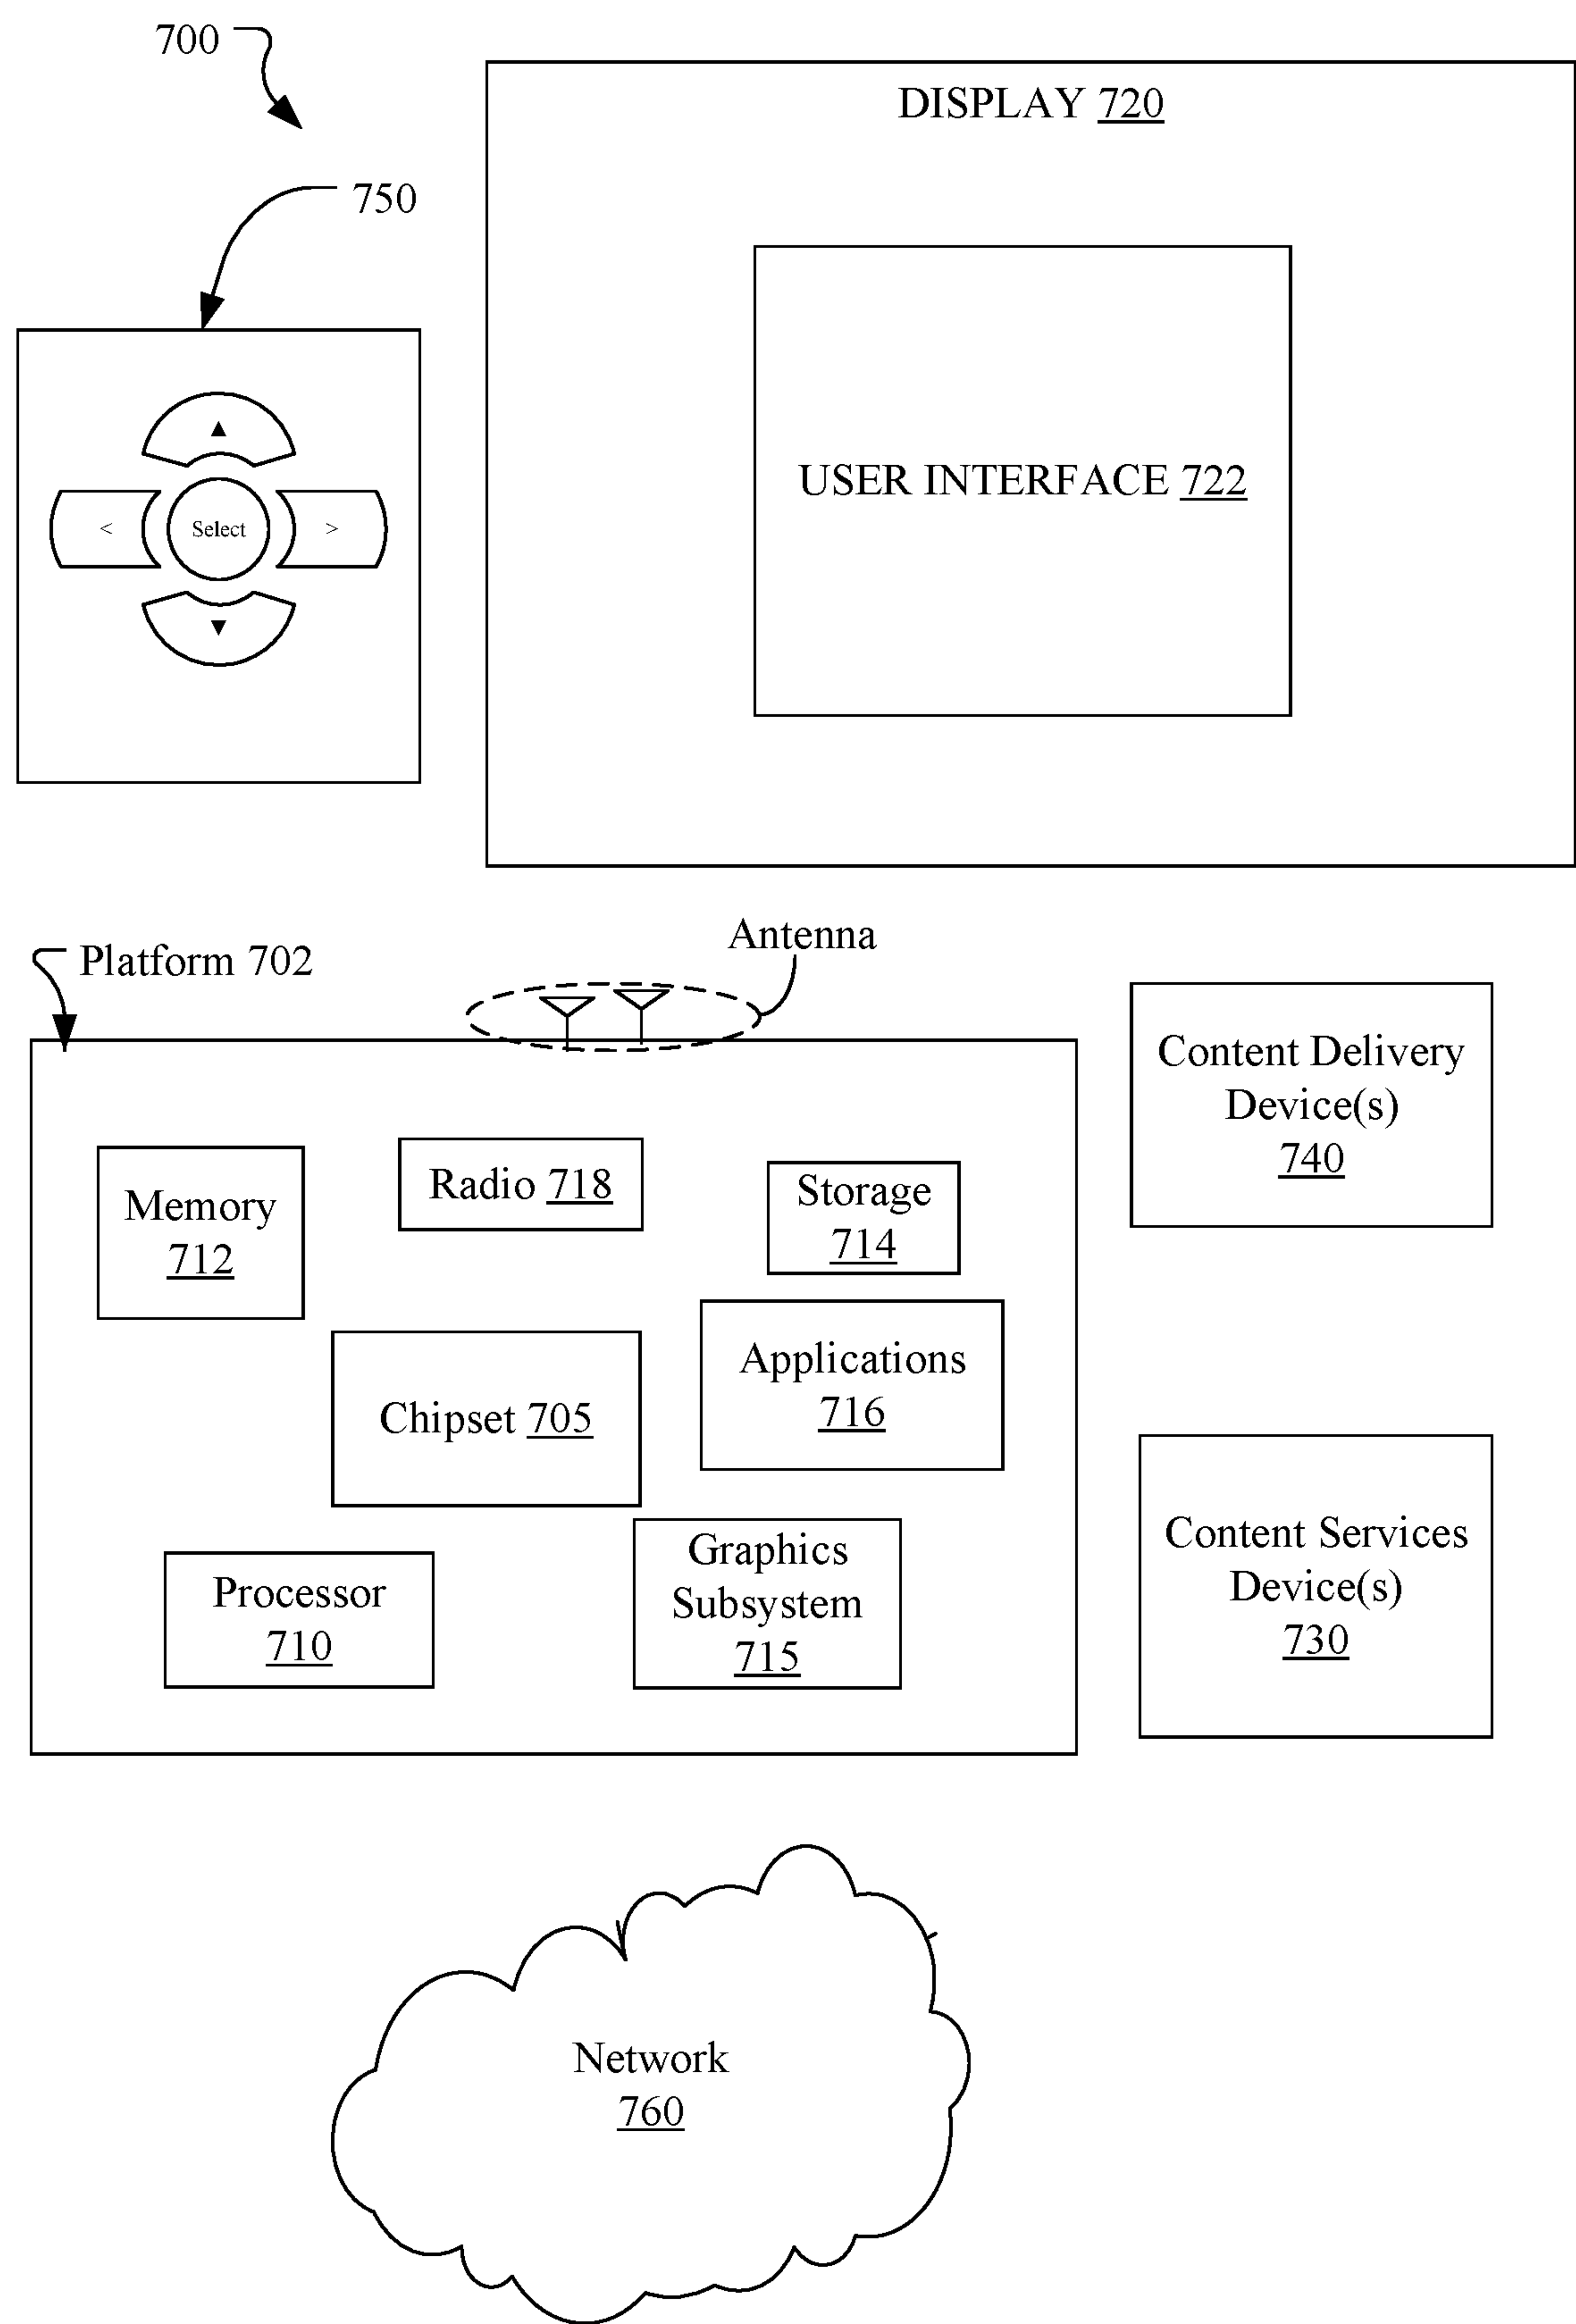 700
DISPLAY 720
750
USER INTERFACE 722
▲
< Select >
▼
Antenna
Platform 702
Content Delivery
Device(s)
740
Memory
712
Radio 718
Storage
714
Chipset 705
Applications
716
Processor
710
Graphics
Subsystem
715
Content Services
Device(s)
730
Network
760